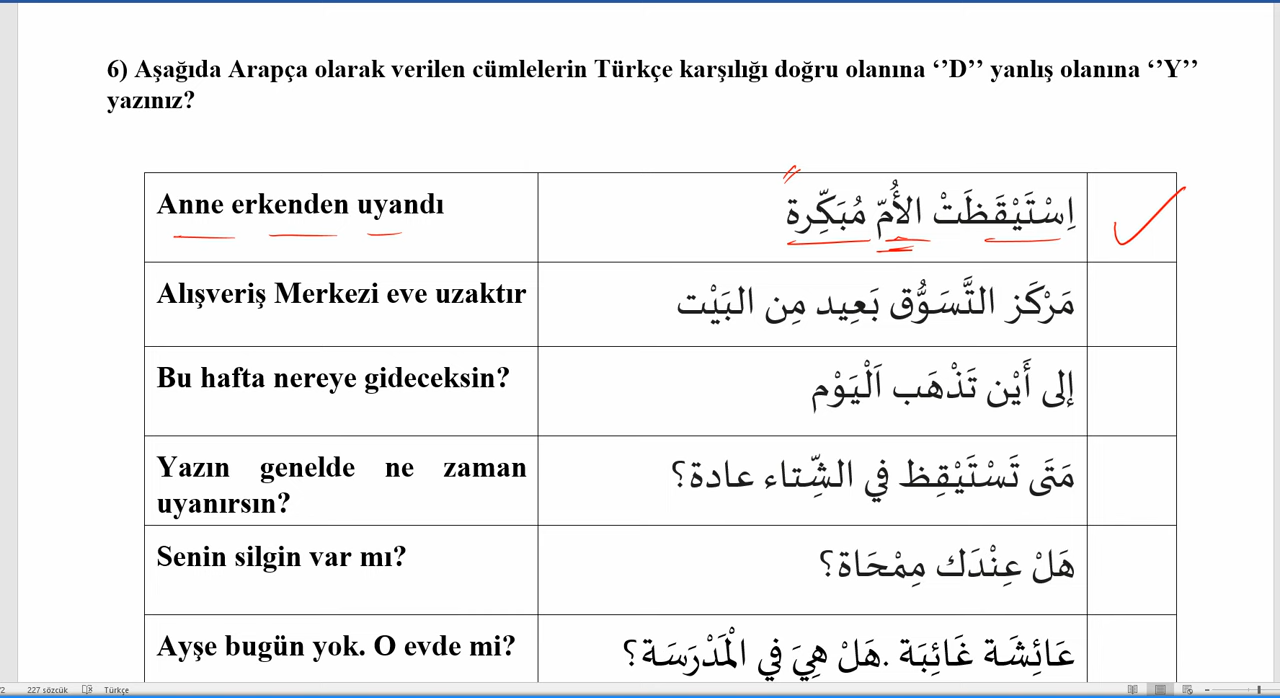 6) Aşağıda Arapça olarak verilen cümlelerin Türkçe karşılığı doğru olanına ‘’D’’ yanlış olanına ‘’Y’’
yazınız?
Anne erkenden uyandı
اِسْتَيْقَظَتْ الأُمّ مُبَكِّرة
Alışveriş Merkezi eve uzaktır
مَرْكَز التَّسَوُّق بَعِيد مِن البَيْت
Bu hafta nereye gideceksin?
إلى أَيْن تَذْهَب اَلْيَوْم
Yazın genelde ne zaman
uyanırsın?
مَتَى تَسْتَيْقِظ في الشِّتاء عادة؟
Senin silgin var mı?
هَلْ عِنْدَك مِمْحَاة؟
Ayşe bugün yok. O evde mi?
عَائِشَة غَائِبَة .هَلْ هِيَ في الْمَدْرَسَة؟
/2 227 sözcük Türkçe